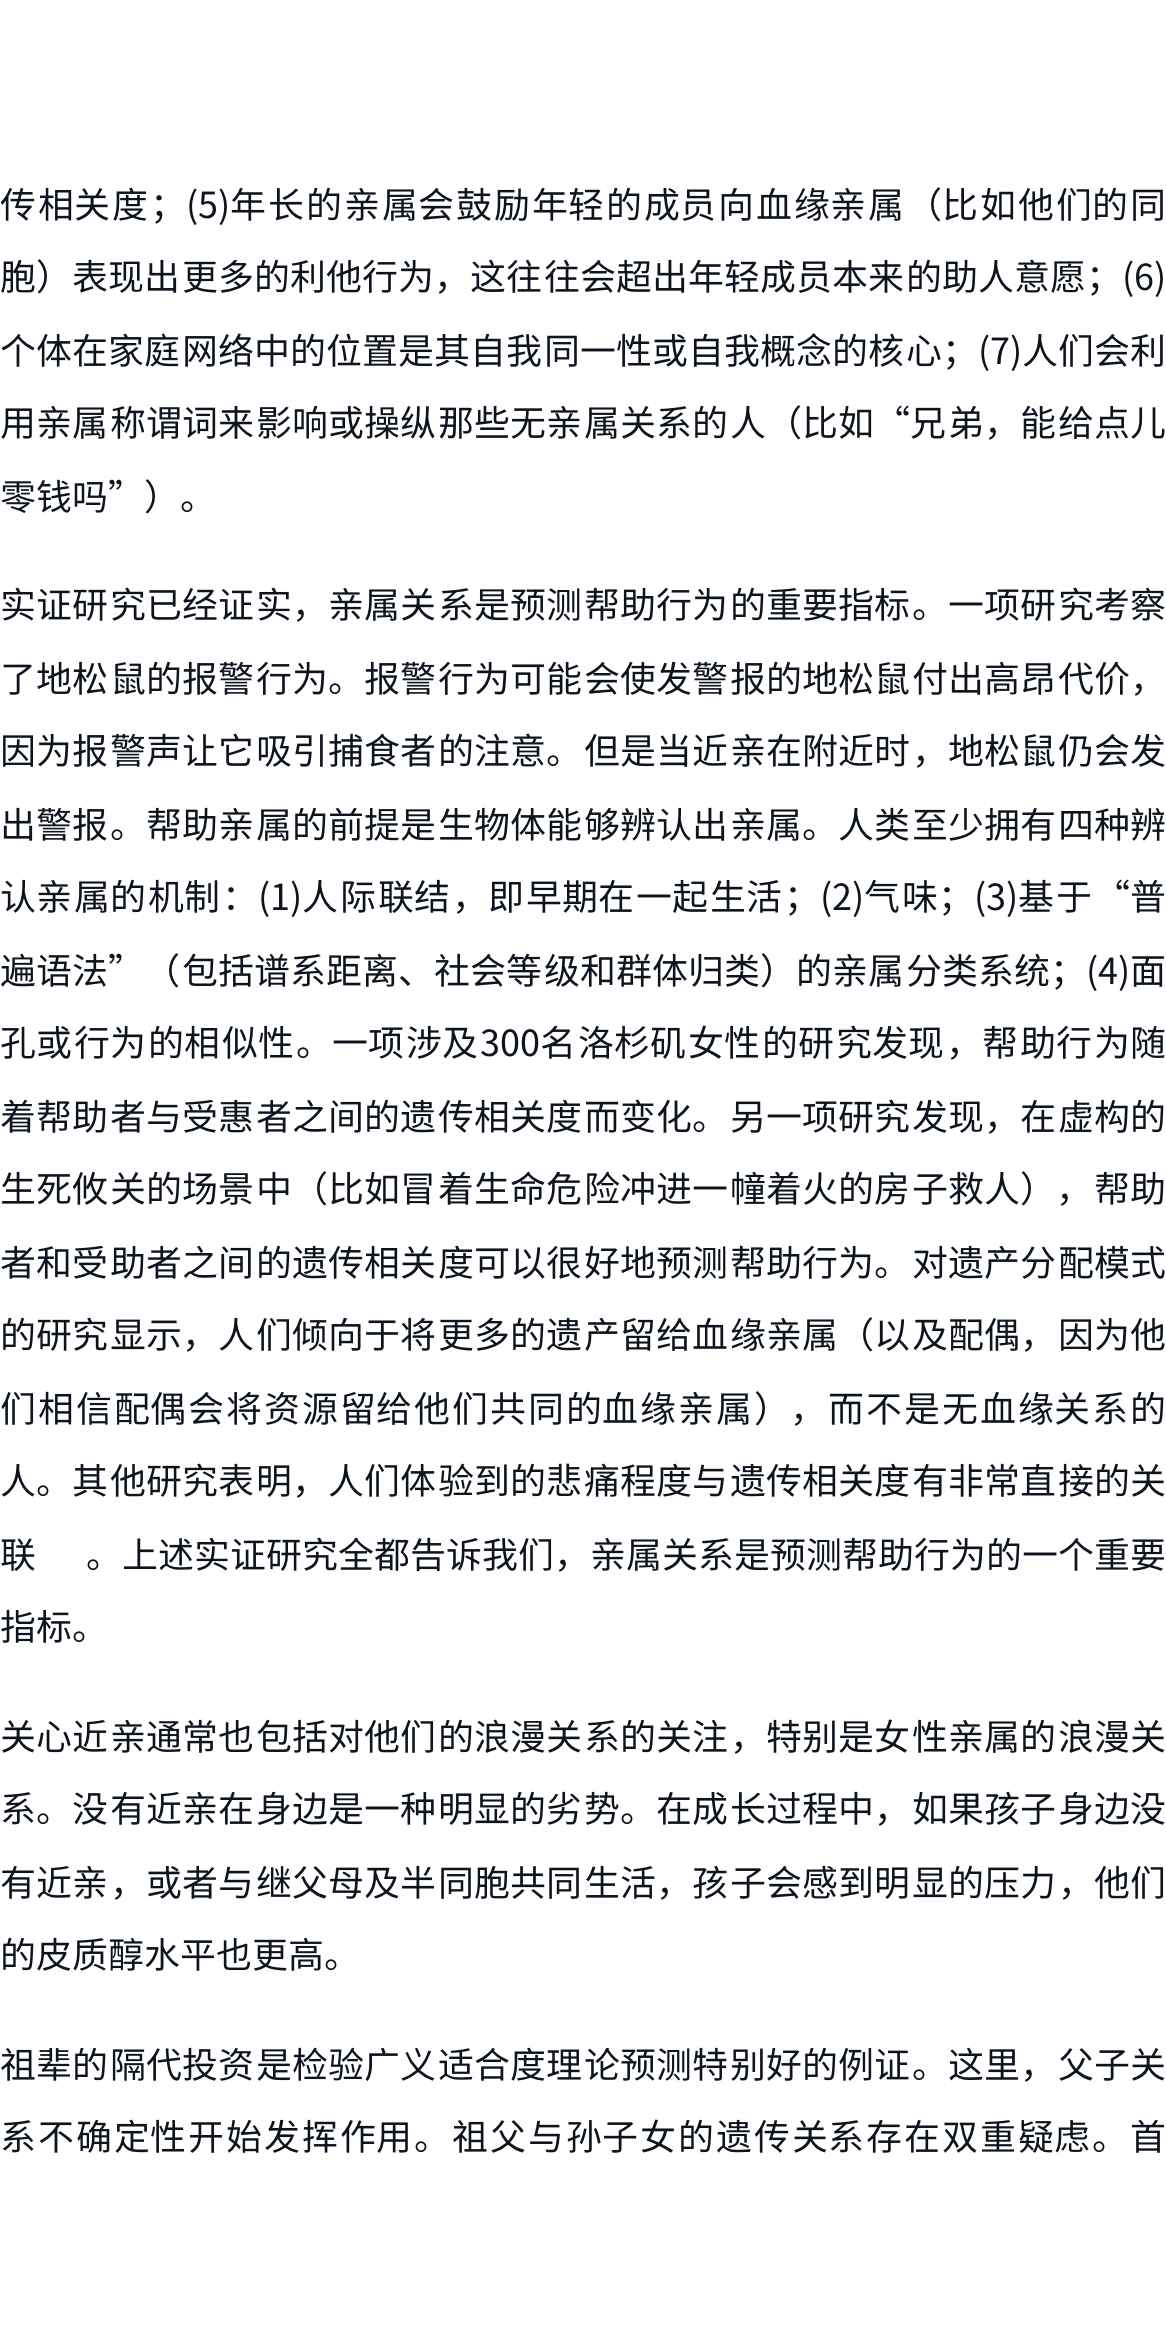 传相关度；(5)年长的亲属会鼓励年轻的成员向血缘亲属（比如他们的同
胞）表现出更多的利他行为，这往往会超出年轻成员本来的助人意愿；(6)
个体在家庭网络中的位置是其自我同一性或自我概念的核心；(7)人们会利
用亲属称谓词来影响或操纵那些无亲属关系的人（比如“兄弟，能给点儿
零钱吗”）。
实证研究已经证实，亲属关系是预测帮助行为的重要指标。一项研究考察
了地松鼠的报警行为。报警行为可能会使发警报的地松鼠付出高昂代价，
因为报警声让它吸引捕食者的注意。但是当近亲在附近时，地松鼠仍会发
出警报。帮助亲属的前提是生物体能够辨认出亲属。人类至少拥有四种辨
认亲属的机制：(1)人际联结，即早期在一起生活；(2)气味；(3)基于“普
遍语法”（包括谱系距离、社会等级和群体归类）的亲属分类系统；(4)面
孔或行为的相似性。一项涉及300名洛杉矶女性的研究发现，帮助行为随
着帮助者与受惠者之间的遗传相关度而变化。另一项研究发现，在虚构的
生死攸关的场景中（比如冒着生命危险冲进一幢着火的房子救人），帮助
者和受助者之间的遗传相关度可以很好地预测帮助行为。对遗产分配模式
的研究显示，人们倾向于将更多的遗产留给血缘亲属（以及配偶，因为他
们相信配偶会将资源留给他们共同的血缘亲属），而不是无血缘关系的
人。其他研究表明，人们体验到的悲痛程度与遗传相关度有非常直接的关
联　。上述实证研究全都告诉我们，亲属关系是预测帮助行为的一个重要
指标。
关心近亲通常也包括对他们的浪漫关系的关注，特别是女性亲属的浪漫关
系。没有近亲在身边是一种明显的劣势。在成长过程中，如果孩子身边没
有近亲，或者与继父母及半同胞共同生活，孩子会感到明显的压力，他们
的皮质醇水平也更高。
祖辈的隔代投资是检验广义适合度理论预测特别好的例证。这里，父子关
系不确定性开始发挥作用。祖父与孙子女的遗传关系存在双重疑虑。首